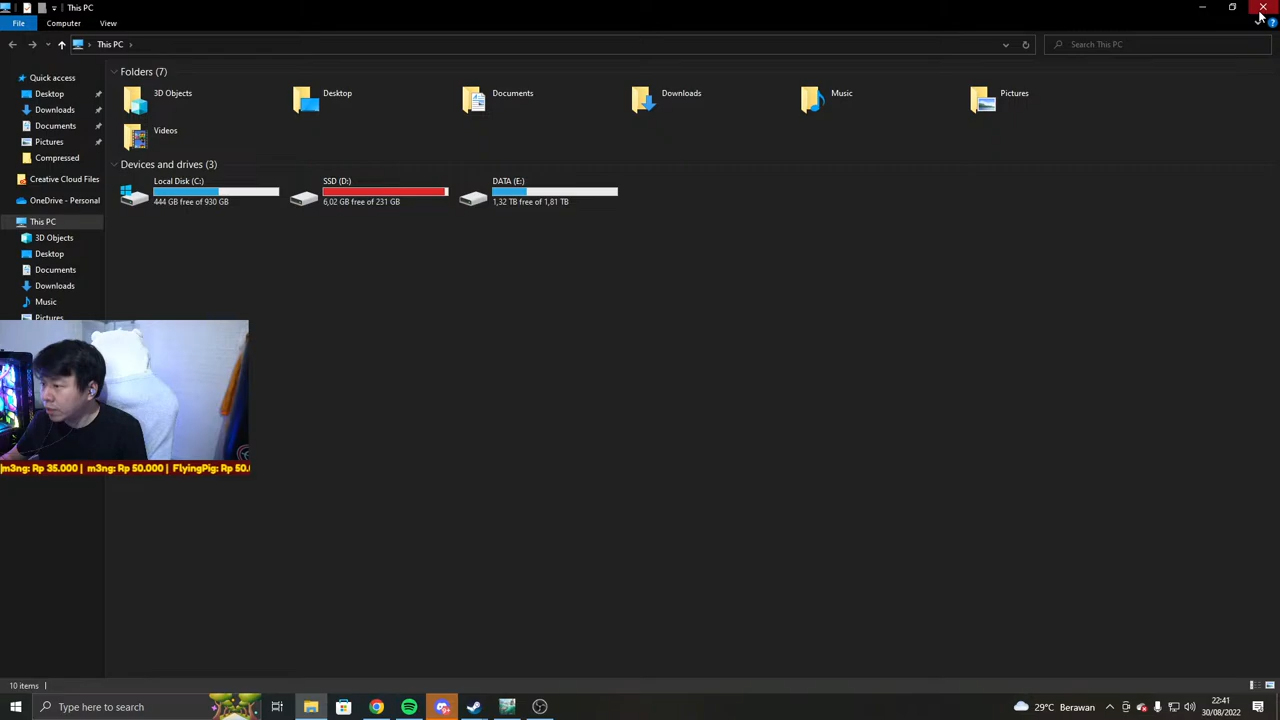 This PC
File
Computer
View
This PC
Search This PC
Quick access
Desktop
Downloads
Documents
Pictures
Compressed
Creative Cloud Files
OneDrive - Personal
This PC
3D Objects
Desktop
Documents
Downloads
Music
Pictures
Folders (7)
3D Objects
Desktop
Documents
Downloads
Music
Pictures
Videos
Devices and drives (3)
Local Disk (C:)
444 GB free of 930 GB
SSD (D:)
6,02 GB free of 231 GB
DATA (E:)
1,32 TB free of 1,81 TB
m3ng: Rp 35.000 | m3ng: Rp 50.000 | FlyingPig: Rp 50.
10 items
Type here to search
29°C Berawan
22:41
30/08/2022